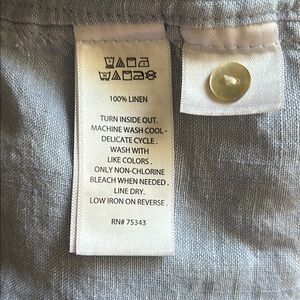 100% LINEN
TURN INSIDE OUT.
MACHINE WASH COOL -
DELICATE CYCLE .
WASH WITH
LIKE COLORS .
ONLY NON-CHLORINE
BLEACH WHEN NEEDED .
LINE DRY.
LOW IRON ON REVERSE .
RN# 75343